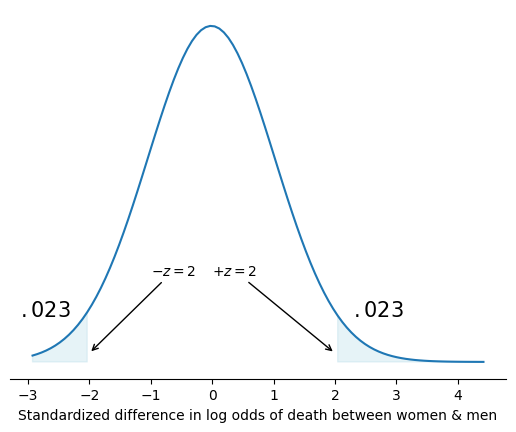 −z = 2 +z = 2
.023 .023
−3 −2 −1 0 1 2 3 4
Standardized difference in log odds of death between women & men